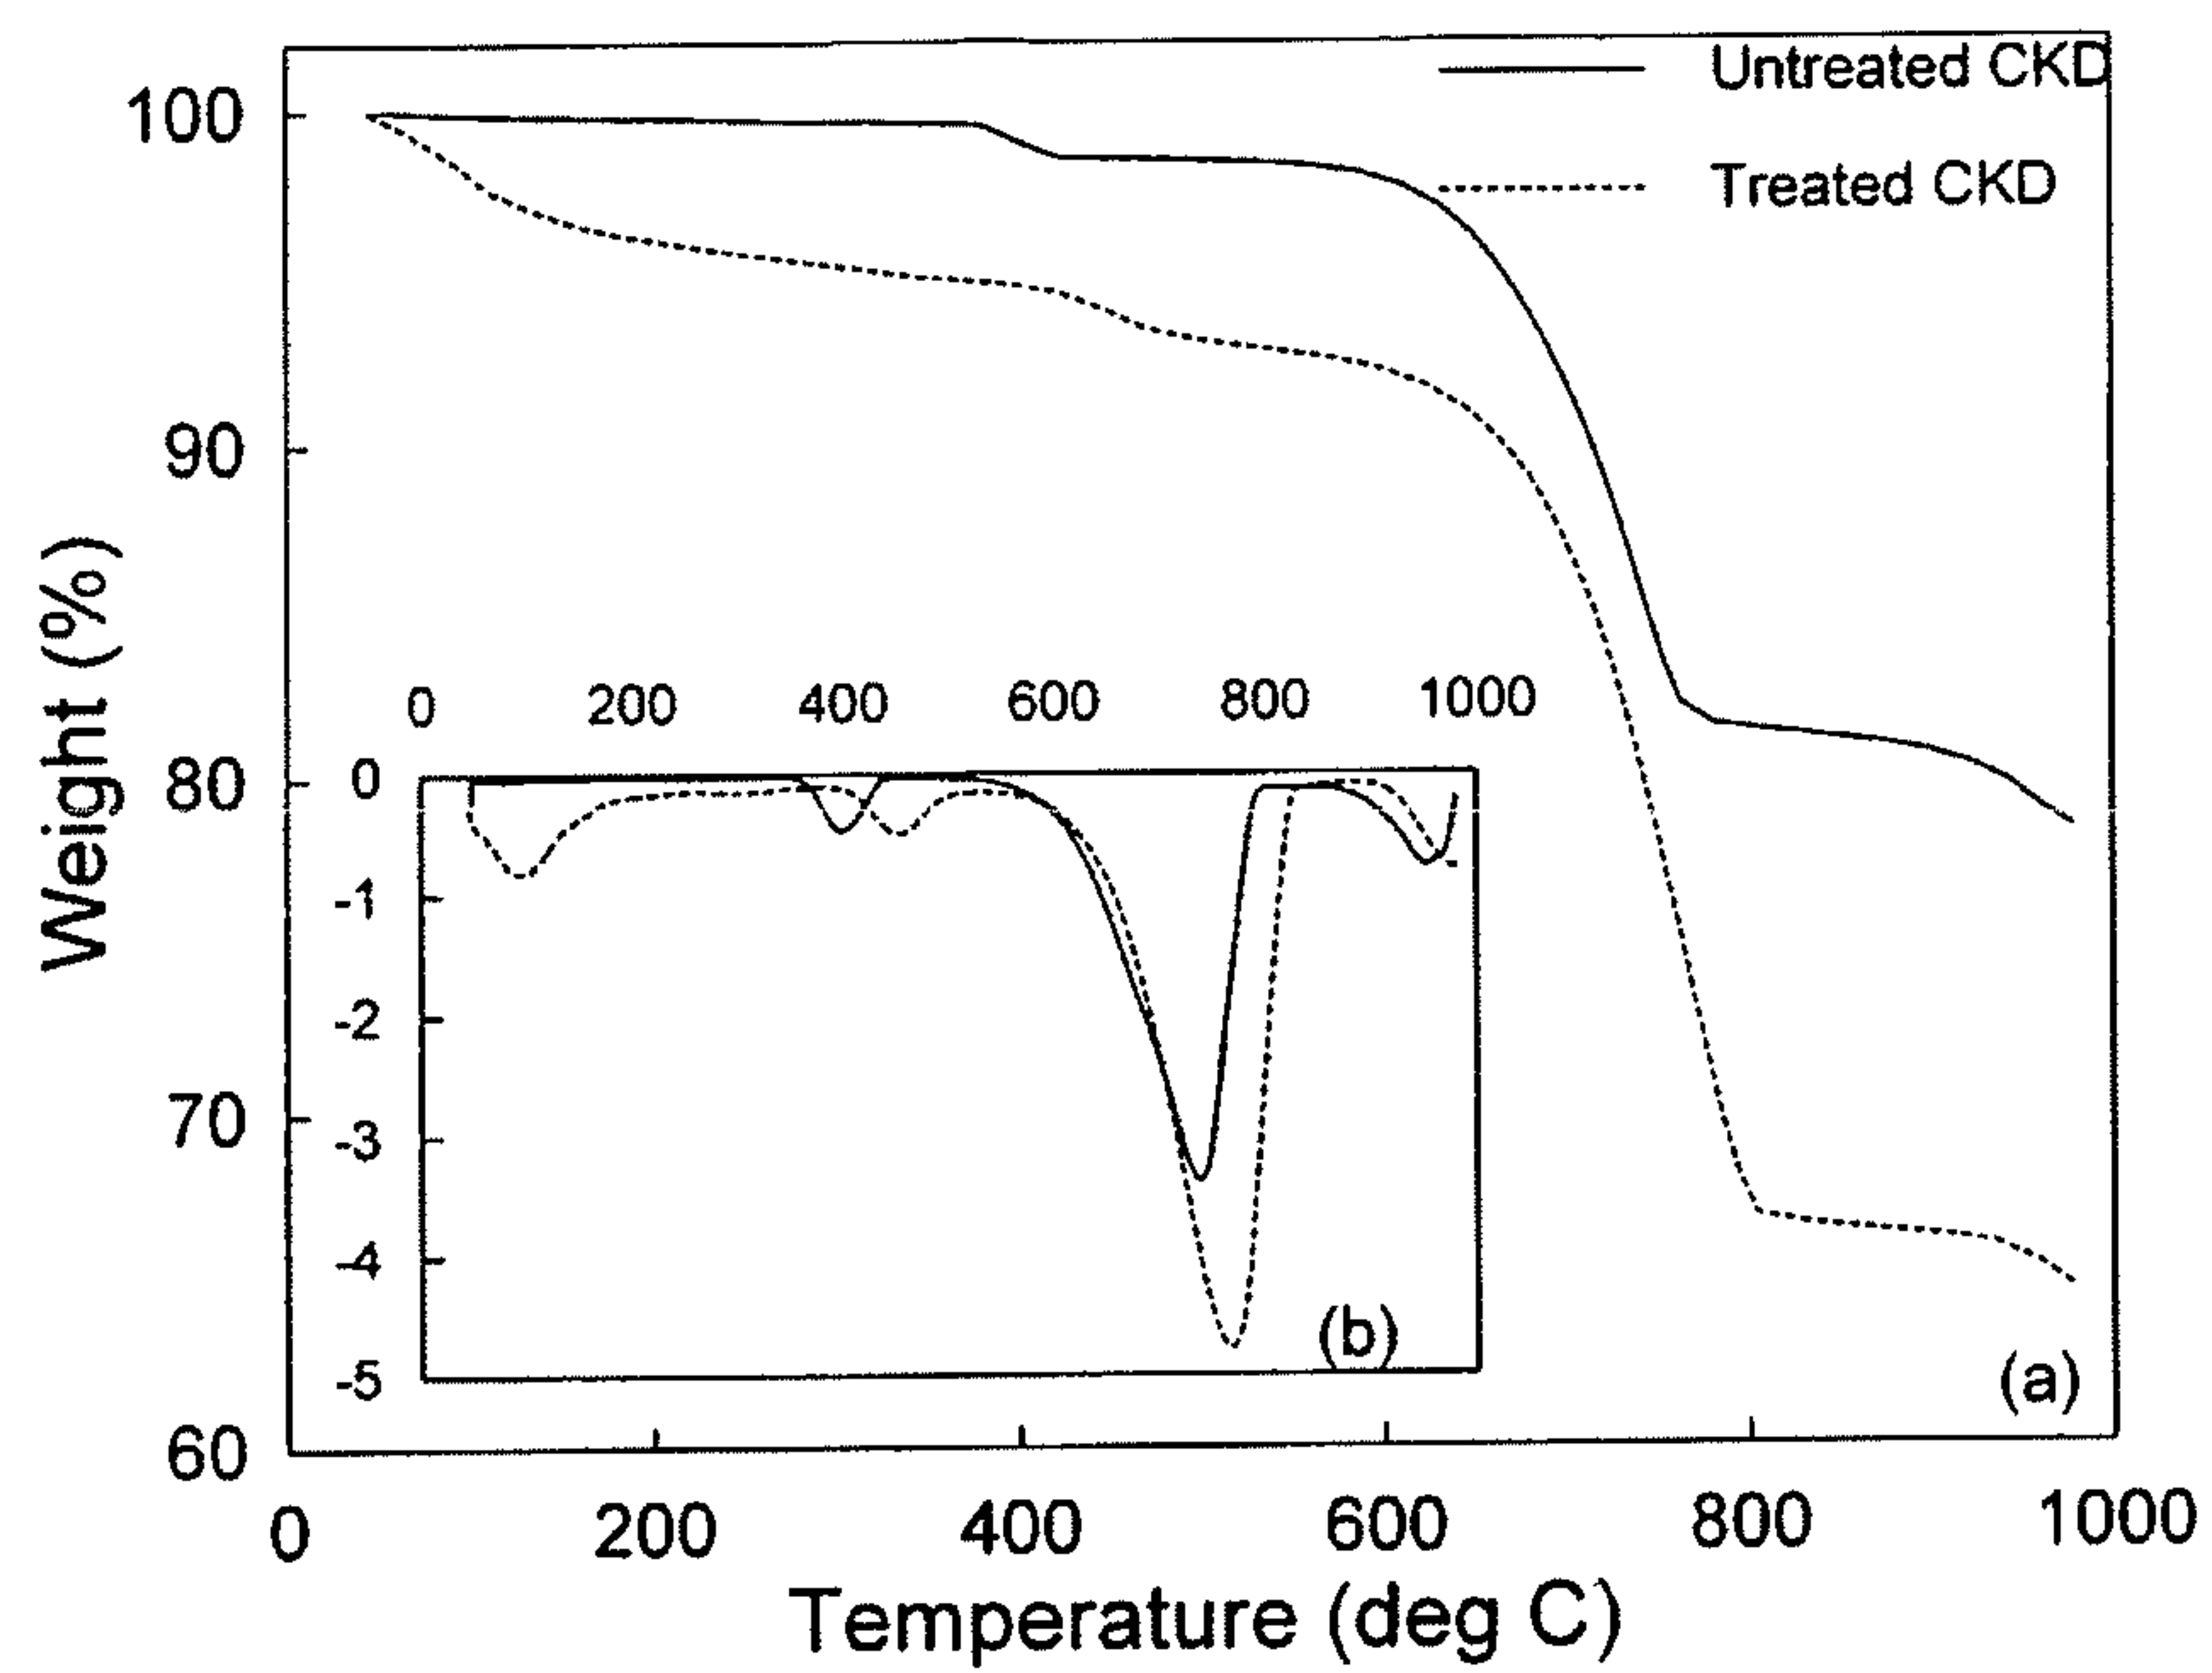 Untreated CKD
Treated CKD
100
90
80
70
60
Weight (%)
0 200 400 600 800 1000
0
-1
-2
-3
-4
-5
(b)
(a)
0 200 400 600 800 1000
Temperature (deg C)